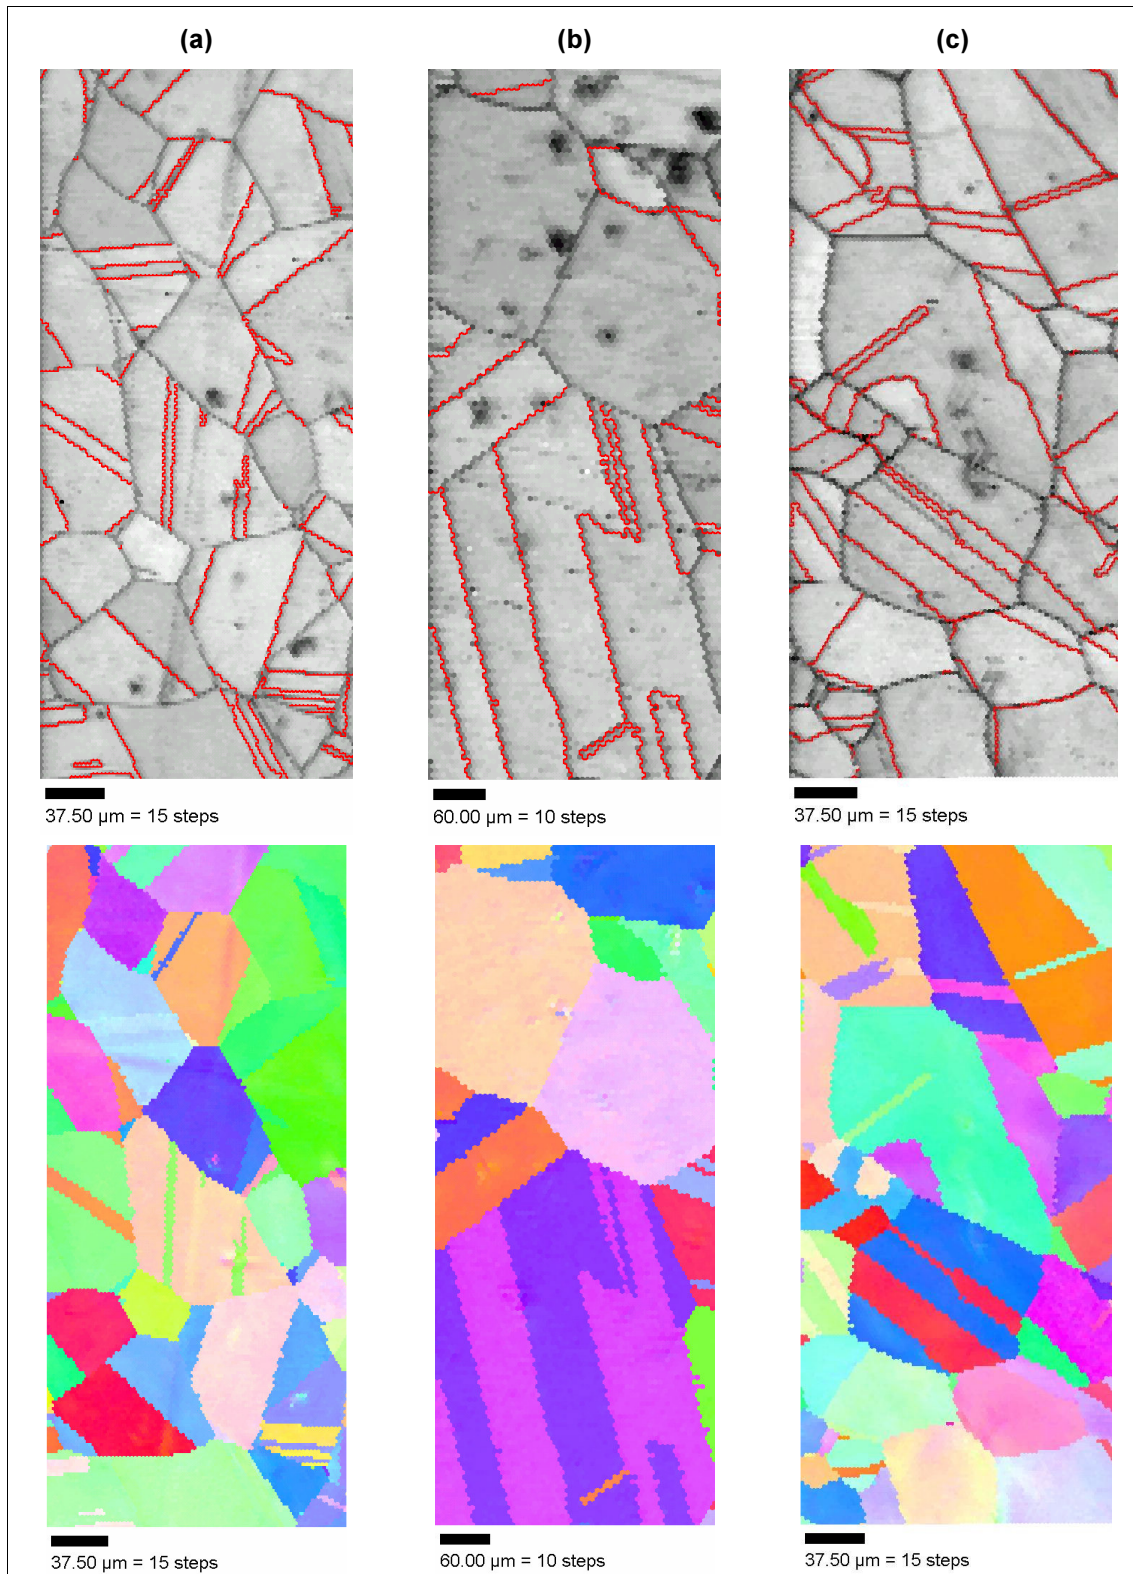 (a) (b) (c)
37.50 µm = 15 steps 60.00 µm = 10 steps 37.50 µm = 15 steps
37.50 µm = 15 steps 60.00 µm = 10 steps 37.50 µm = 15 steps